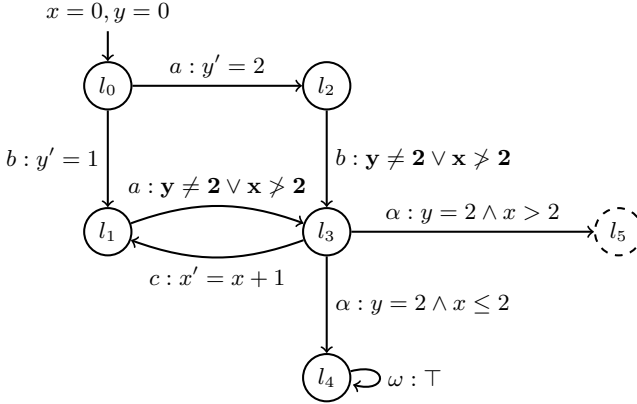 x = 0, y = 0
l₀
a : y′ = 2
l₂
b : y′ = 1
b : y ≠ 2 ∨ x ≯ 2
a : y ≠ 2 ∨ x ≯ 2
l₁
l₃
α : y = 2 ∧ x > 2
l₅
c : x′ = x + 1
α : y = 2 ∧ x ≤ 2
l₄
ω : ⊤